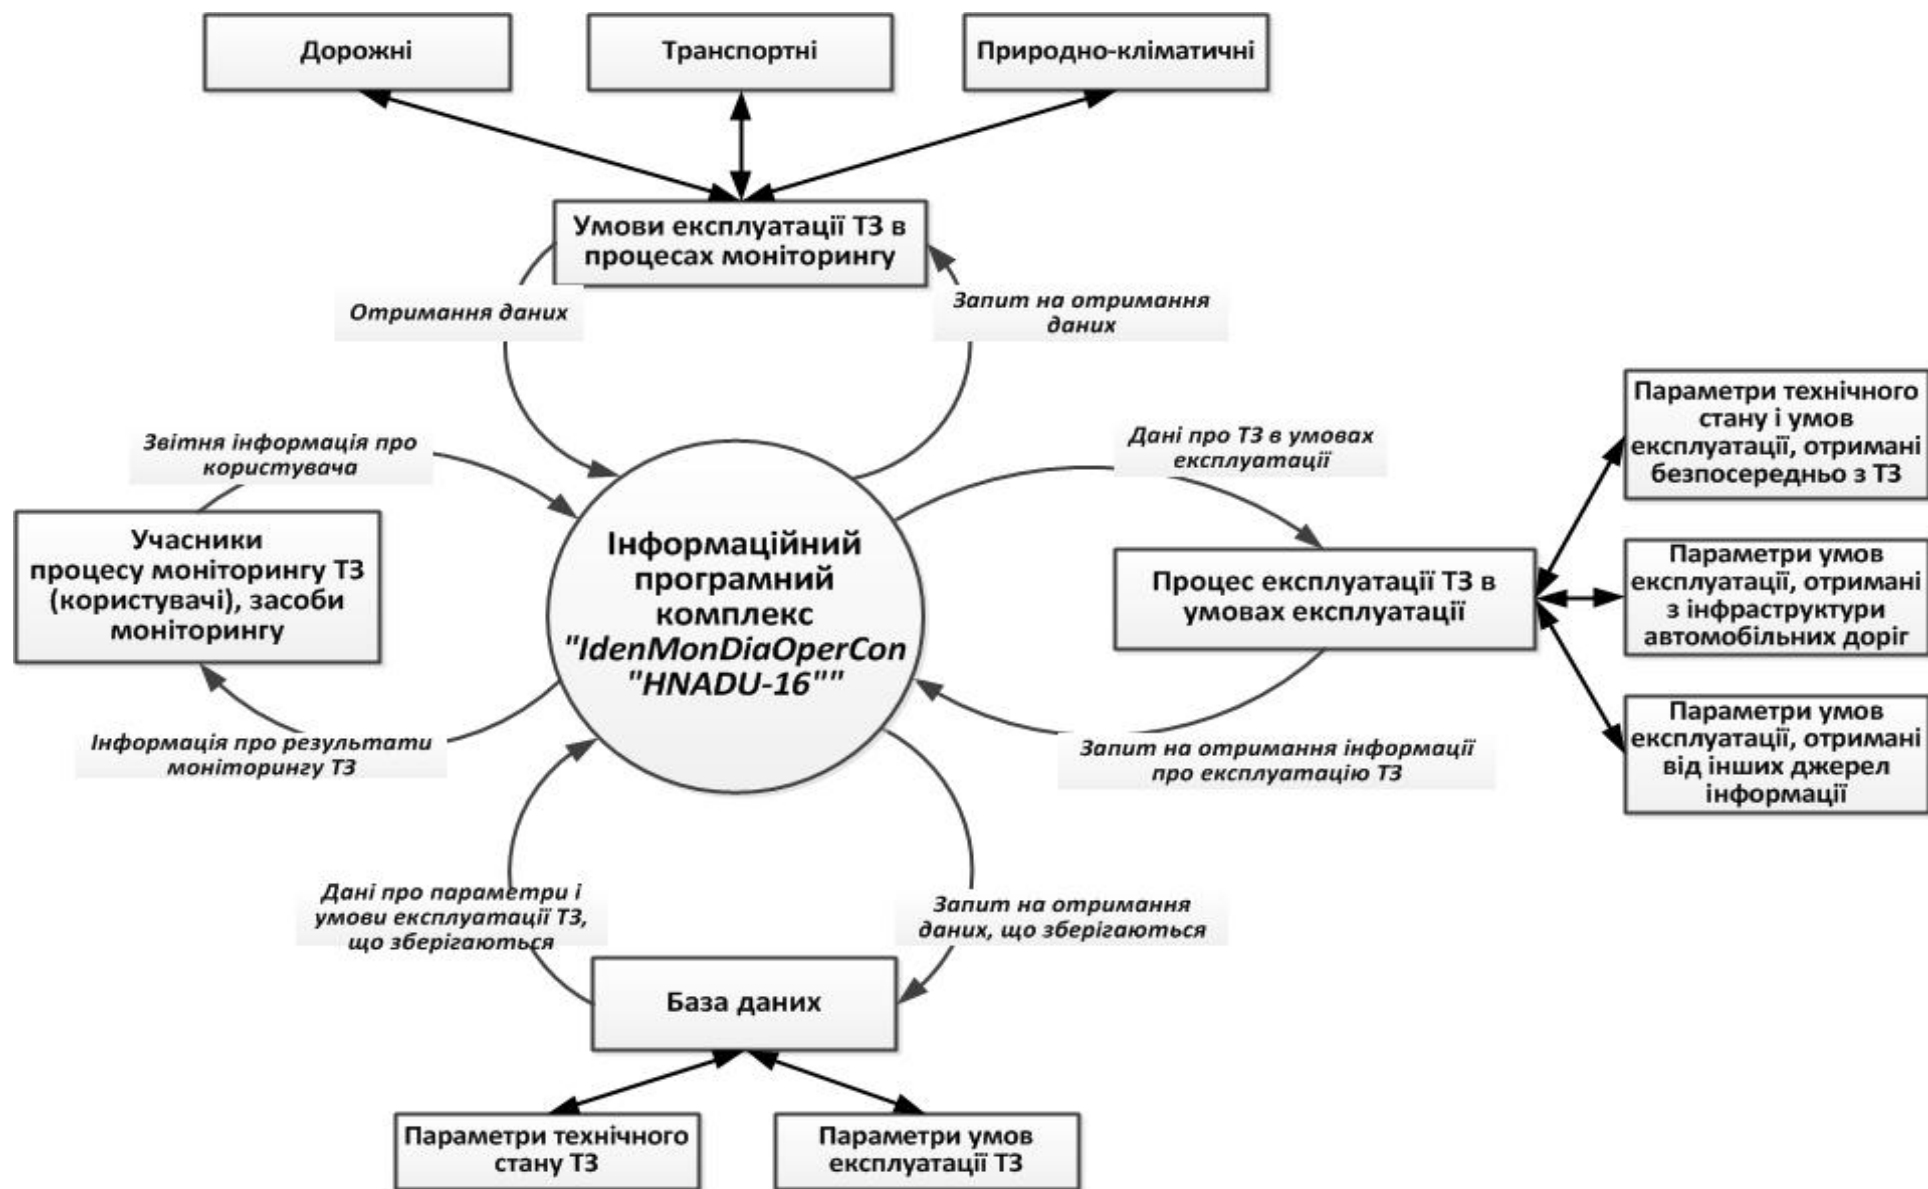 Дорожні
Транспортні
Природно-кліматичні
Умови експлуатації ТЗ в
процесах моніторингу
Отримання даних
Запит на отримання
даних
Звітня інформація про
користувача
Дані про ТЗ в умовах
експлуатації
Учасники
процесу моніторингу ТЗ
(користувачі), засоби
моніторингу
Інформаційний
програмний
комплекс
"IdenMonDiaOperCon
"HNADU-16""
Процес експлуатації ТЗ в
умовах експлуатації
Параметри технічного
стану і умов
експлуатації, отримані
безпосередньо з ТЗ
Параметри умов
експлуатації, отримані
з інфраструктури
автомобільних доріг
Параметри умов
експлуатації, отримані
від інших джерел
інформації
Інформація про результати
моніторингу ТЗ
Запит на отримання інформації
про експлуатацію ТЗ
Дані про параметри і
умови експлуатації ТЗ,
що зберігаються
Запит на отримання
даних, що зберігаються
База даних
Параметри технічного
стану ТЗ
Параметри умов
експлуатації ТЗ